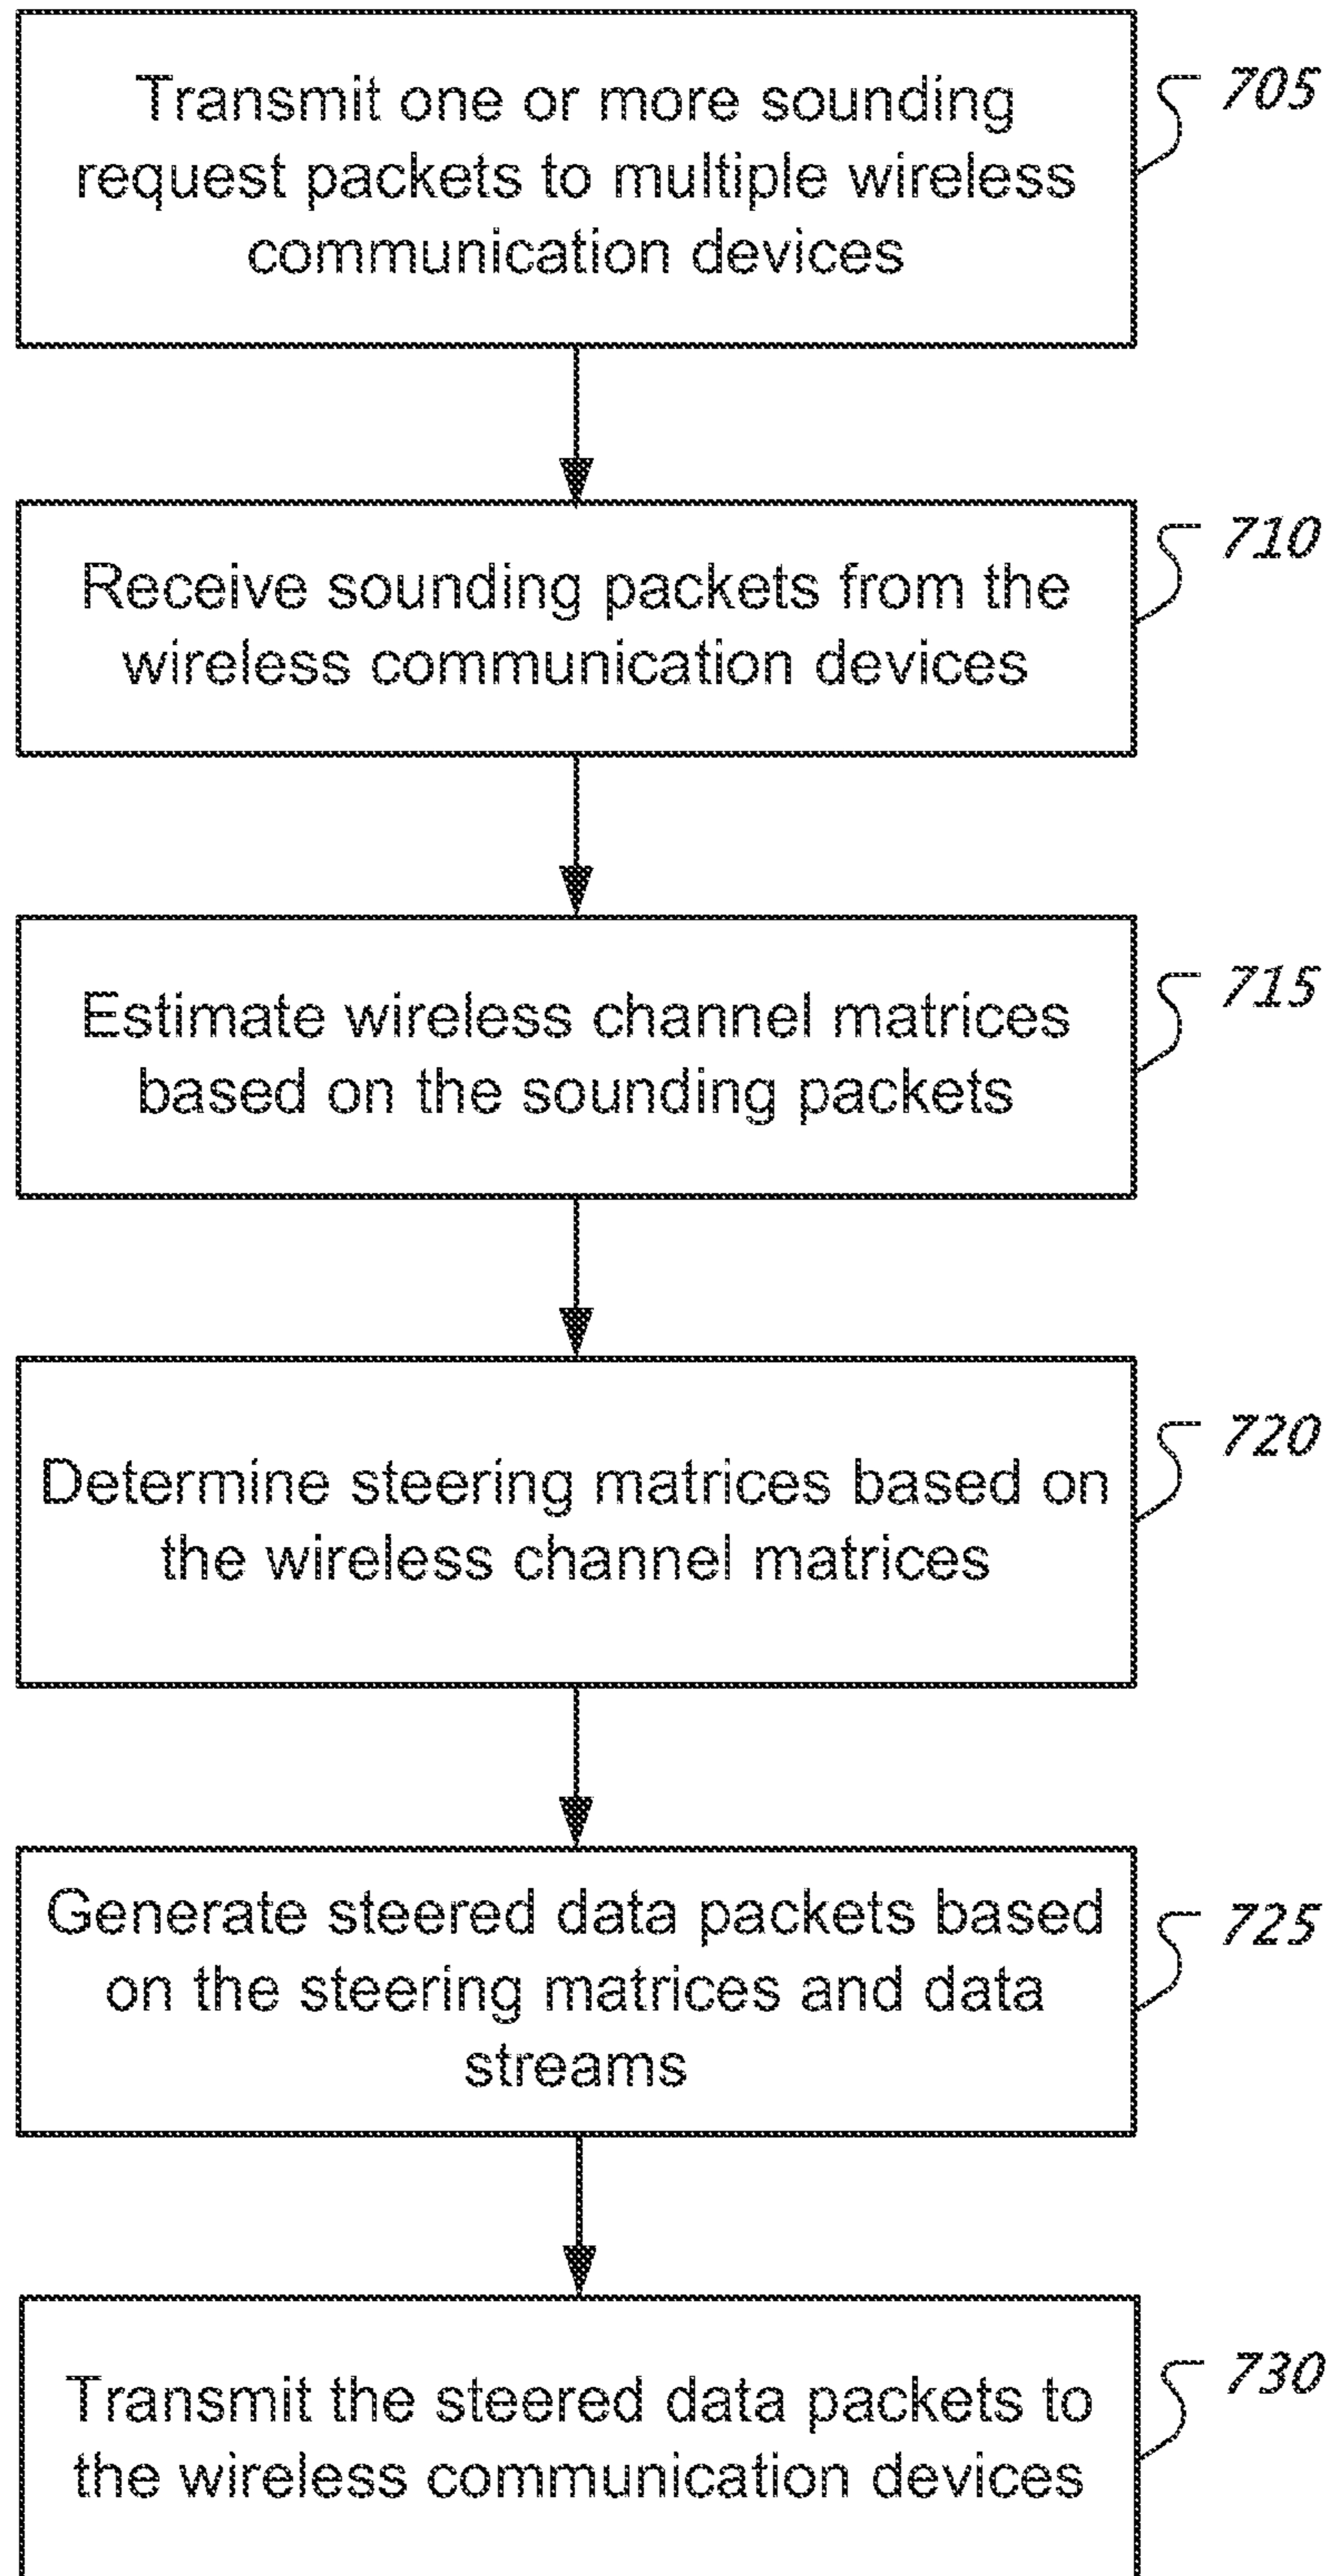 Transmit one or more sounding
request packets to multiple wireless
communication devices
705
Receive sounding packets from the
wireless communication devices
710
Estimate wireless channel matrices
based on the sounding packets
715
Determine steering matrices based on
the wireless channel matrices
720
Generate steered data packets based
on the steering matrices and data
streams
725
Transmit the steered data packets to
the wireless communication devices
730